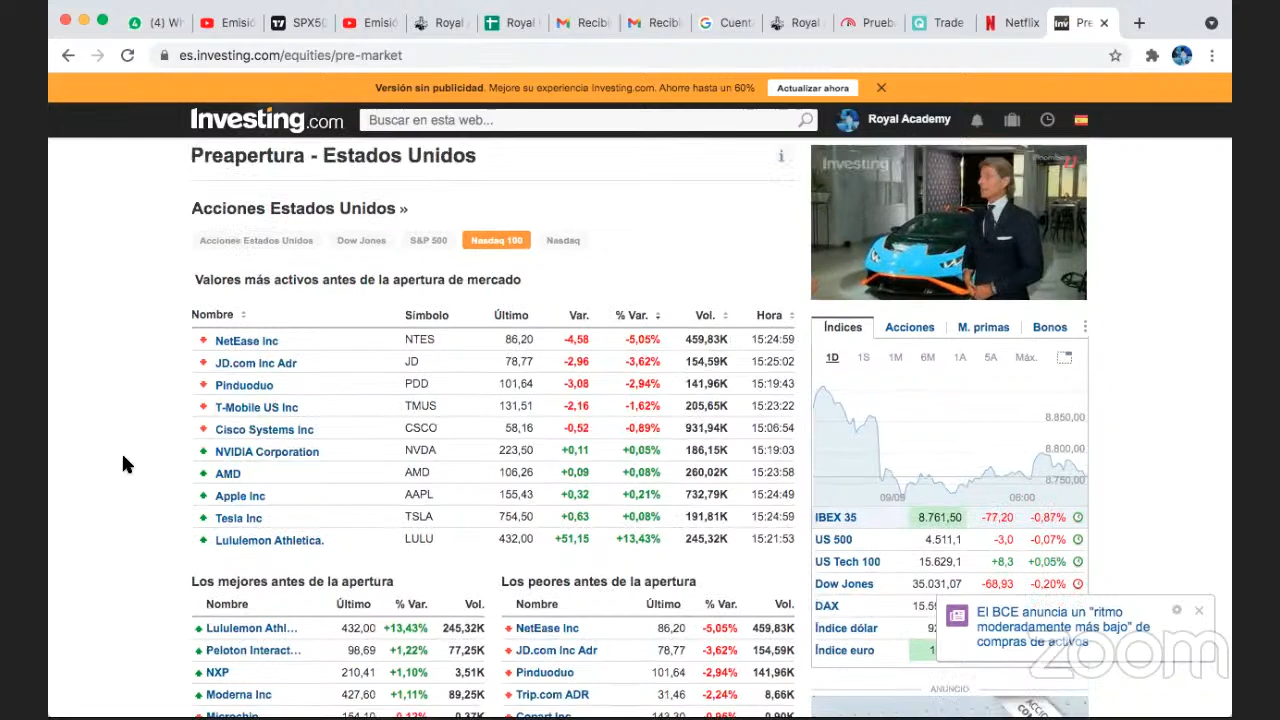 (4) W
Emisió
SPX50
Emisió
Royal
Royal
Recib
Recib
Cuent
Royal
Prueb
Trade
Netflix
Pre
es.investing.com/equities/pre-market
Versión sin publicidad. Mejore su experiencia Investing.com. Ahorre hasta un 60% Actualizar ahora
Investing.com Buscar en esta web... Royal Academy
Preapertura - Estados Unidos
Acciones Estados Unidos »
Acciones Estados Unidos Dow Jones S&P 500 Nasdaq 100 Nasdaq
Valores más activos antes de la apertura de mercado
Nombre Símbolo Último Var. % Var. Vol. Hora
NetEase Inc NTES 86,20 -4,58 -5,05% 459,83K 15:24:59
JD.com Inc Adr JD 78,77 -2,96 -3,62% 154,59K 15:25:02
Pinduoduo PDD 101,64 -3,08 -2,94% 141,96K 15:19:43
T-Mobile US Inc TMUS 131,51 -2,16 -1,62% 205,65K 15:23:22
Cisco Systems Inc CSCO 58,16 -0,52 -0,89% 931,94K 15:06:54
NVIDIA Corporation NVDA 223,50 +0,11 +0,05% 186,15K 15:19:03
AMD AMD 106,26 +0,09 +0,08% 260,02K 15:23:58
Apple Inc AAPL 155,43 +0,32 +0,21% 732,79K 15:24:49
Tesla Inc TSLA 754,50 +0,63 +0,08% 191,81K 15:24:59
Lululemon Athletica. LULU 432,00 +51,15 +13,43% 245,32K 15:21:53
Los mejores antes de la apertura
Nombre Último % Var. Vol.
Lululemon Athl... 432,00 +13,43% 245,32K
Peloton Interact... 98,69 +1,22% 77,25K
NXP 210,41 +1,10% 3,51K
Moderna Inc 427,60 +1,11% 89,25K
Los peores antes de la apertura
Nombre Último % Var. Vol.
NetEase Inc 86,20 -5,05% 459,83K
JD.com Inc Adr 78,77 -3,62% 154,59K
Pinduoduo 101,64 -2,94% 141,96K
Trip.com ADR 31,46 -2,24% 8,66K
Investing
Índices Acciones M. primas Bonos
1D 1S 1M 6M 1A 5A Máx.
8.850,00
8.800,00
8.750,00
09/09 06:00
IBEX 35 8.761,50 -77,20 -0,87%
US 500 4.511,1 -3,0 -0,07%
US Tech 100 15.629,1 +8,3 +0,05%
Dow Jones 35.031,07 -68,93 -0,20%
DAX 15.5
Índice dólar 92
Índice euro 1
El BCE anuncia un "ritmo
moderadamente más bajo" de
compras de activos
zoom
ANUNCIO